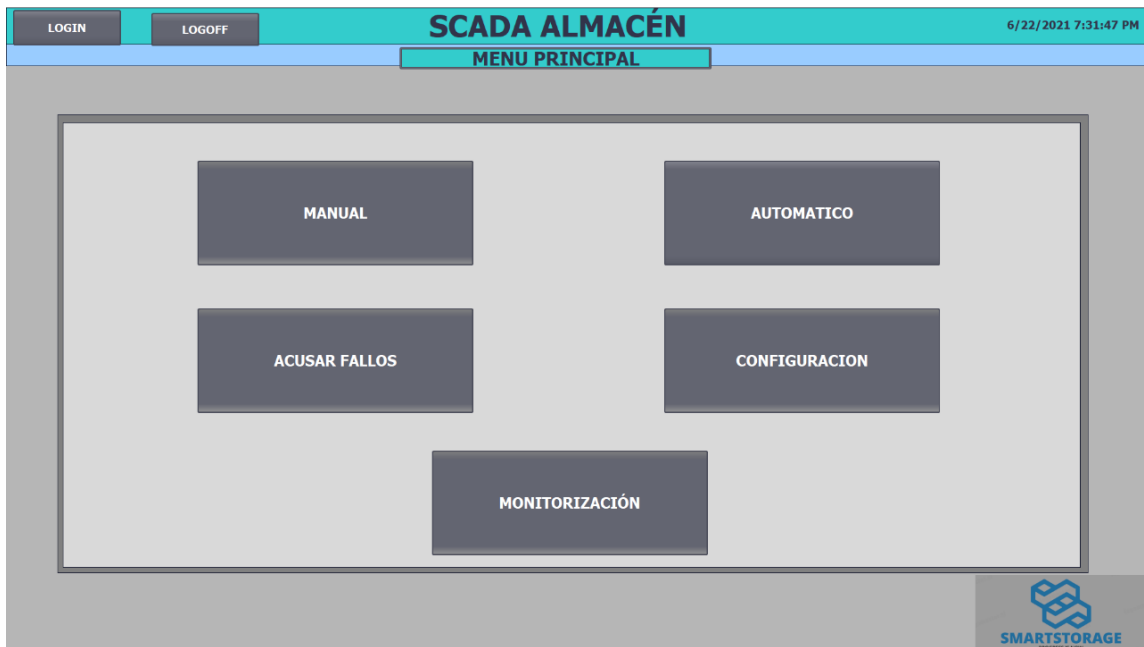 LOGIN
LOGOFF
SCADA ALMACÉN
6/22/2021 7:31:47 PM
MENU PRINCIPAL
MANUAL
AUTOMATICO
ACUSAR FALLOS
CONFIGURACION
MONITORIZACIÓN
SMARTSTORAGE